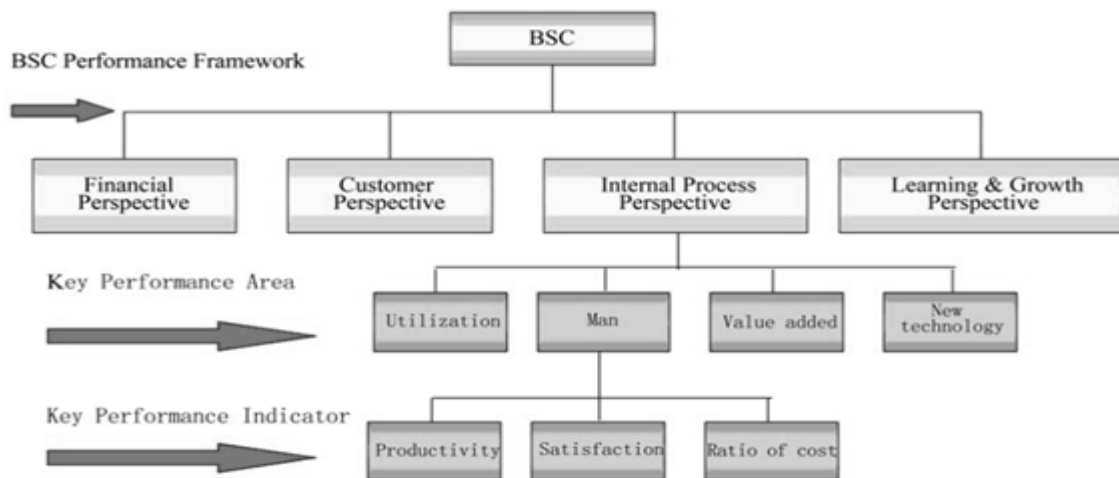 BSC
BSC Performance Framework
Financial
Perspective
Customer
Perspective
Internal Process
Perspective
Learning & Growth
Perspective
Key Performance Area
Utilization
Man
Value added
New
technology
Key Performance Indicator
Productivity
Satisfaction
Ratio of cost